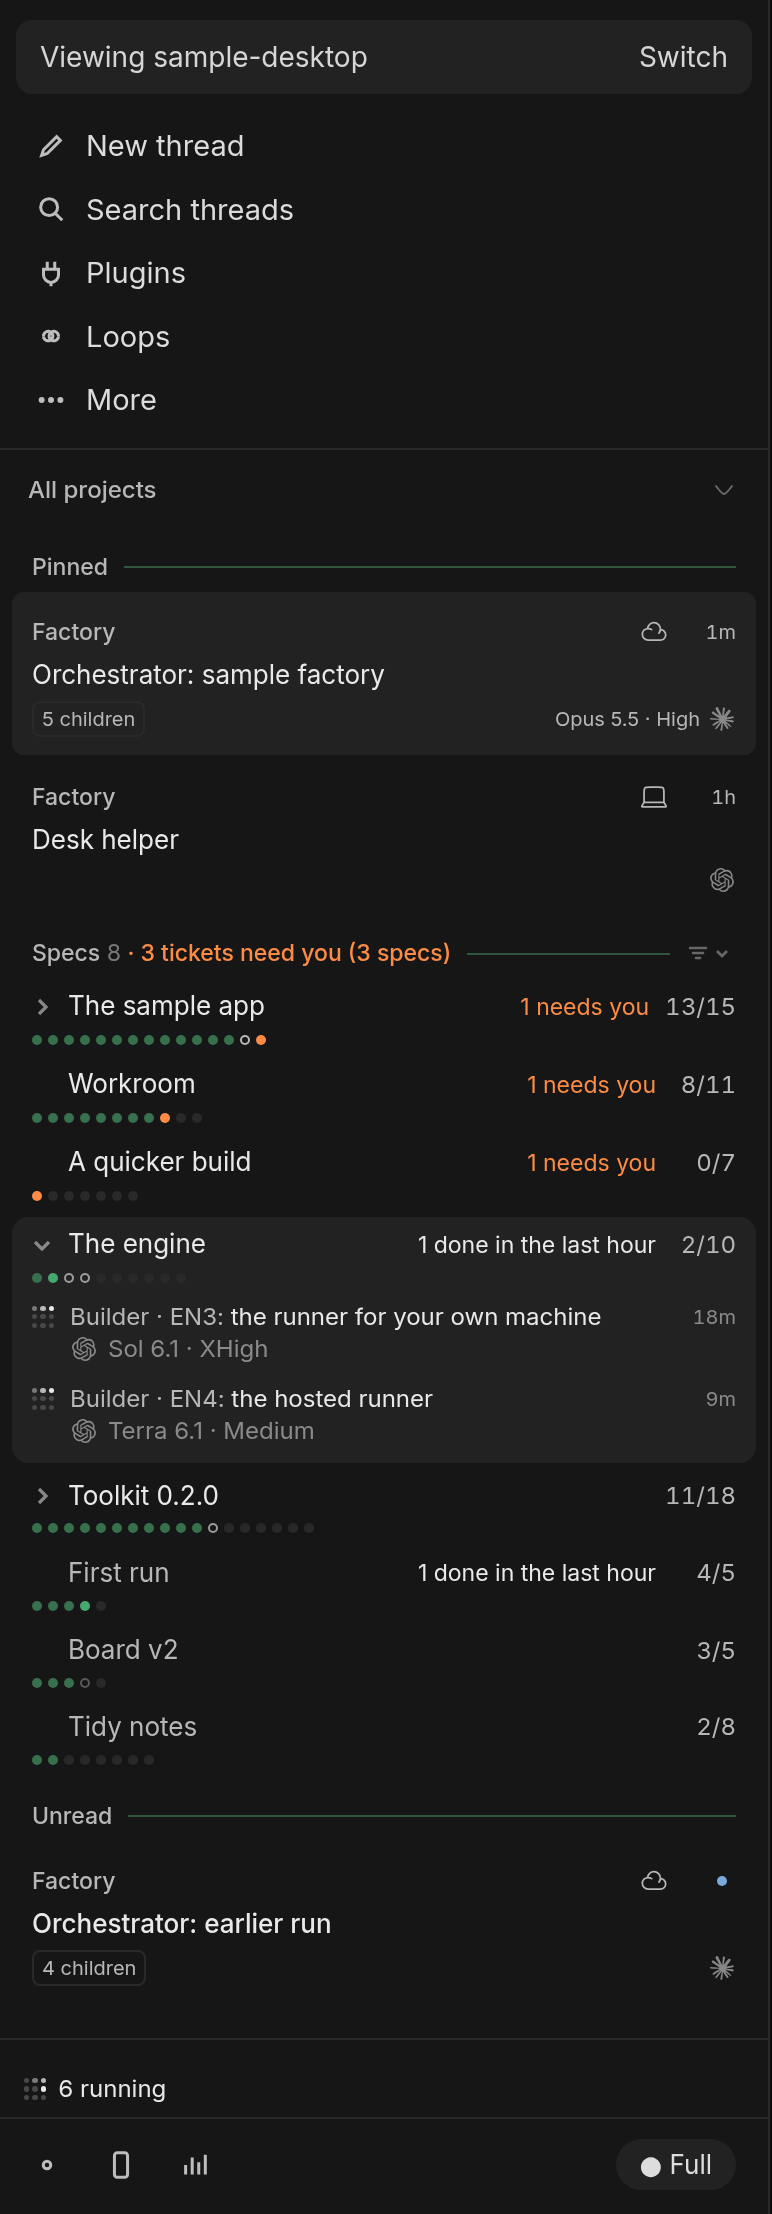 Viewing sample-desktop Switch
New thread
Search threads
Plugins
Loops
More
All projects
Pinned
Factory 1m
Orchestrator: sample factory
5 children Opus 5.5 · High
Factory 1h
Desk helper
Specs 8 · 3 tickets need you (3 specs)
The sample app 1 needs you 13/15
Workroom 1 needs you 8/11
A quicker build 1 needs you 0/7
The engine 1 done in the last hour 2/10
Builder · EN3: the runner for your own machine 18m
Sol 6.1 · XHigh
Builder · EN4: the hosted runner 9m
Terra 6.1 · Medium
Toolkit 0.2.0 11/18
First run 1 done in the last hour 4/5
Board v2 3/5
Tidy notes 2/8
Unread
Factory
Orchestrator: earlier run
4 children
6 running
Full